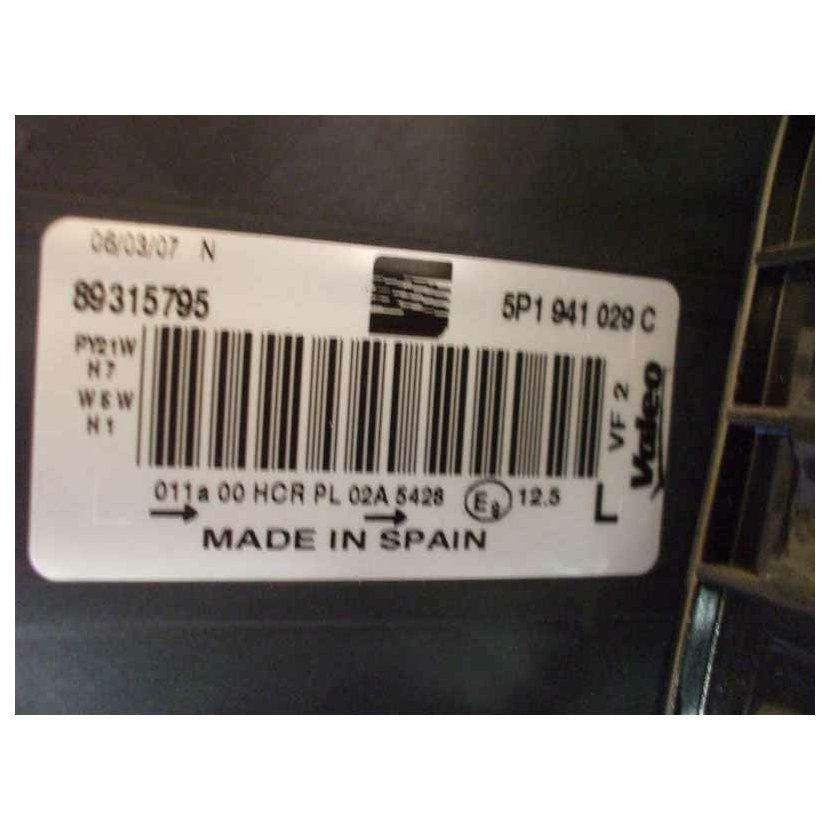 06/03/07 N
89315795
5P1 941 029 C
PY21W
H7
W5W
H1
VF 2
Valeo
011a 00 HCR PL 02A 5428 E9 12.5
L
MADE IN SPAIN